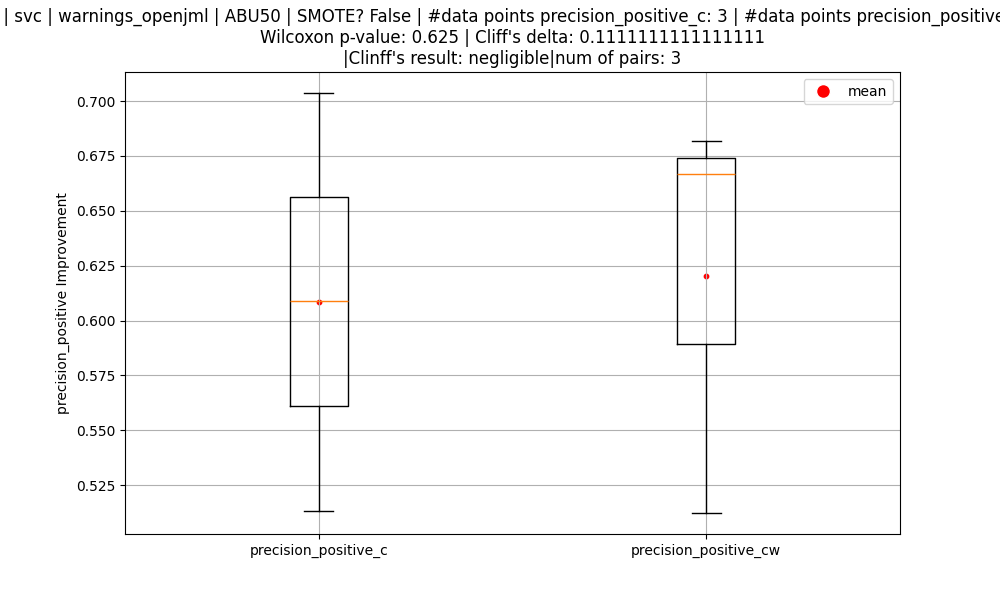 | svc | warnings_openjml | ABU50 | SMOTE? False | #data points precision_positive_c: 3 | #data points precision_positive
Wilcoxon p-value: 0.625 | Cliff's delta: 0.1111111111111111
|Clinff's result: negligible|num of pairs: 3
mean
0.700
0.675
0.650
0.625
0.600
0.575
0.550
0.525
precision_positive Improvement
precision_positive_c
precision_positive_cw